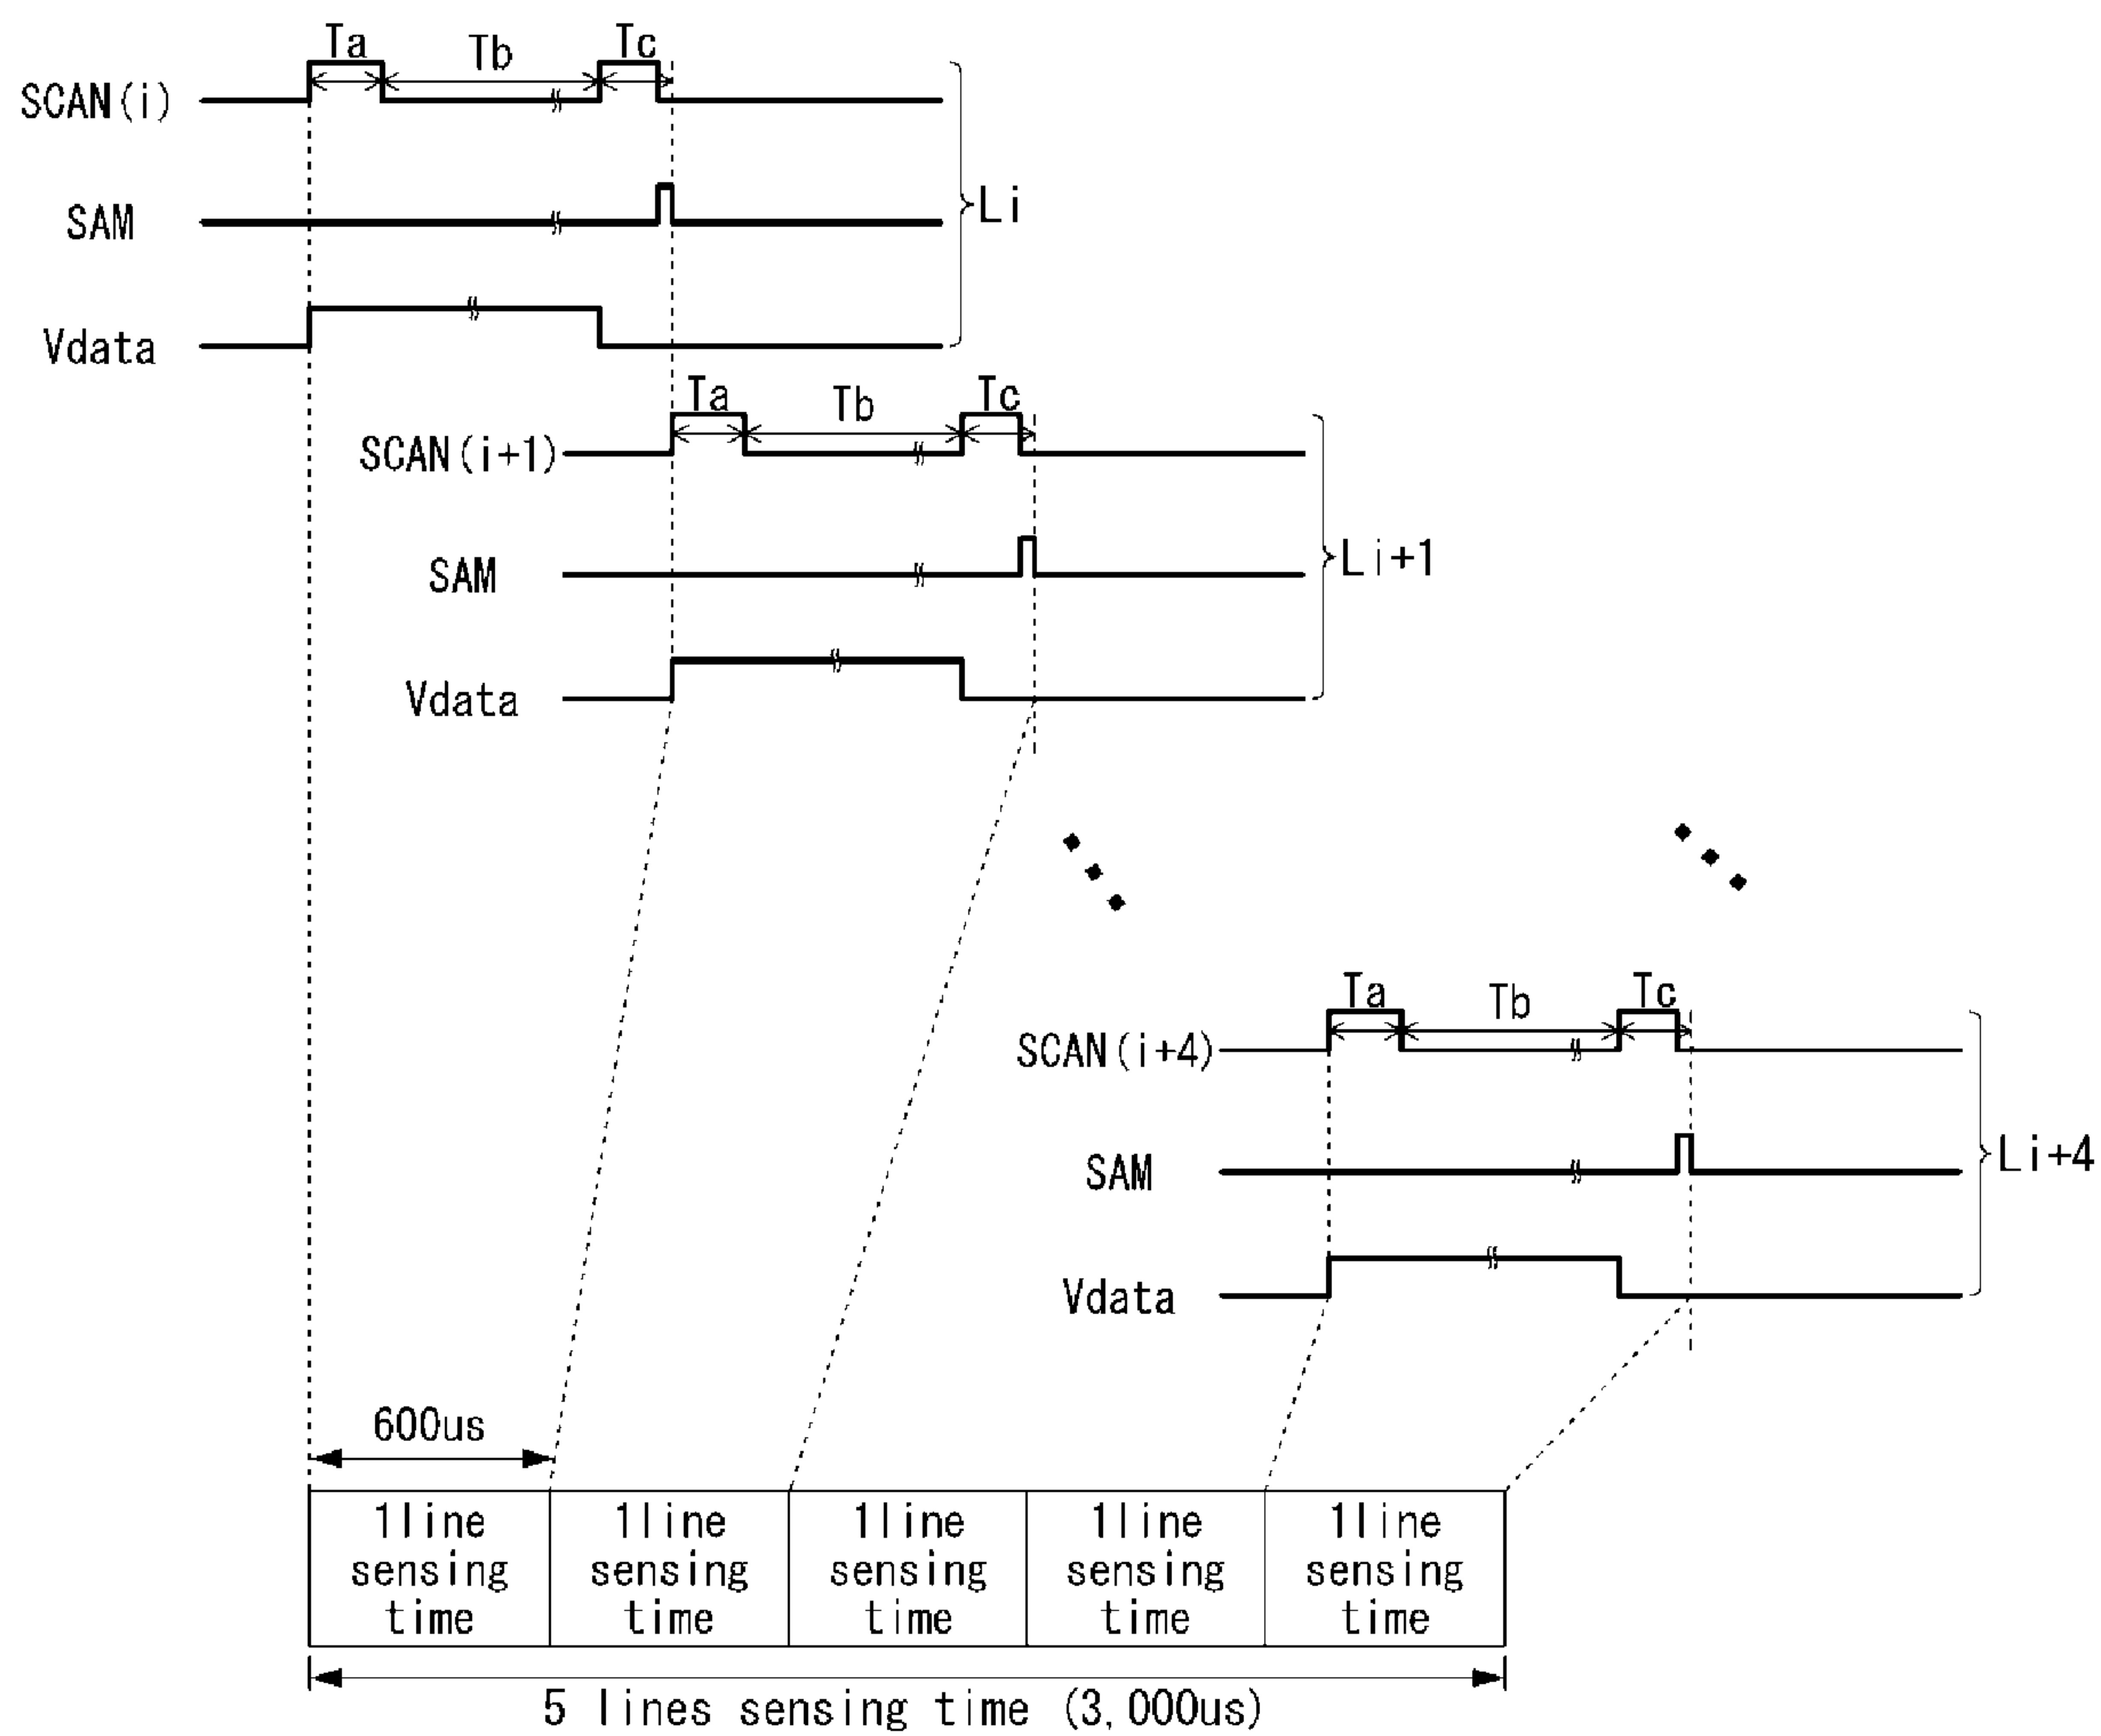 Ta Tb Tc
SCAN(i)
SAM
Li
Vdata
Ta Tb Tc
SCAN(i+1)
SAM
Li+1
Vdata
Ta Tb Tc
SCAN(i+4)
SAM
Li+4
Vdata
600us
1line sensing time
1line sensing time
1line sensing time
1line sensing time
1line sensing time
5 lines sensing time (3,000us)